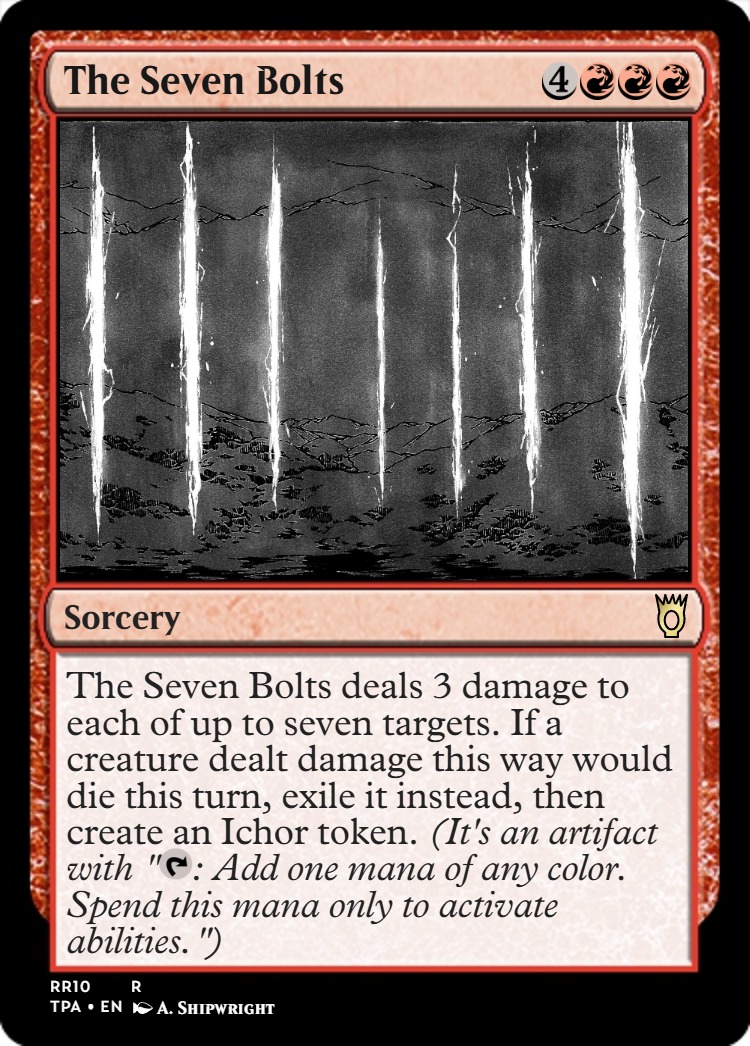 The Seven Bolts 4
Sorcery
The Seven Bolts deals 3 damage to
each of up to seven targets. If a
creature dealt damage this way would
die this turn, exile it instead, then
create an Ichor token. (It's an artifact
with ": Add one mana of any color.
Spend this mana only to activate
abilities.")
RR10 R
TPA • EN A. Shipwright